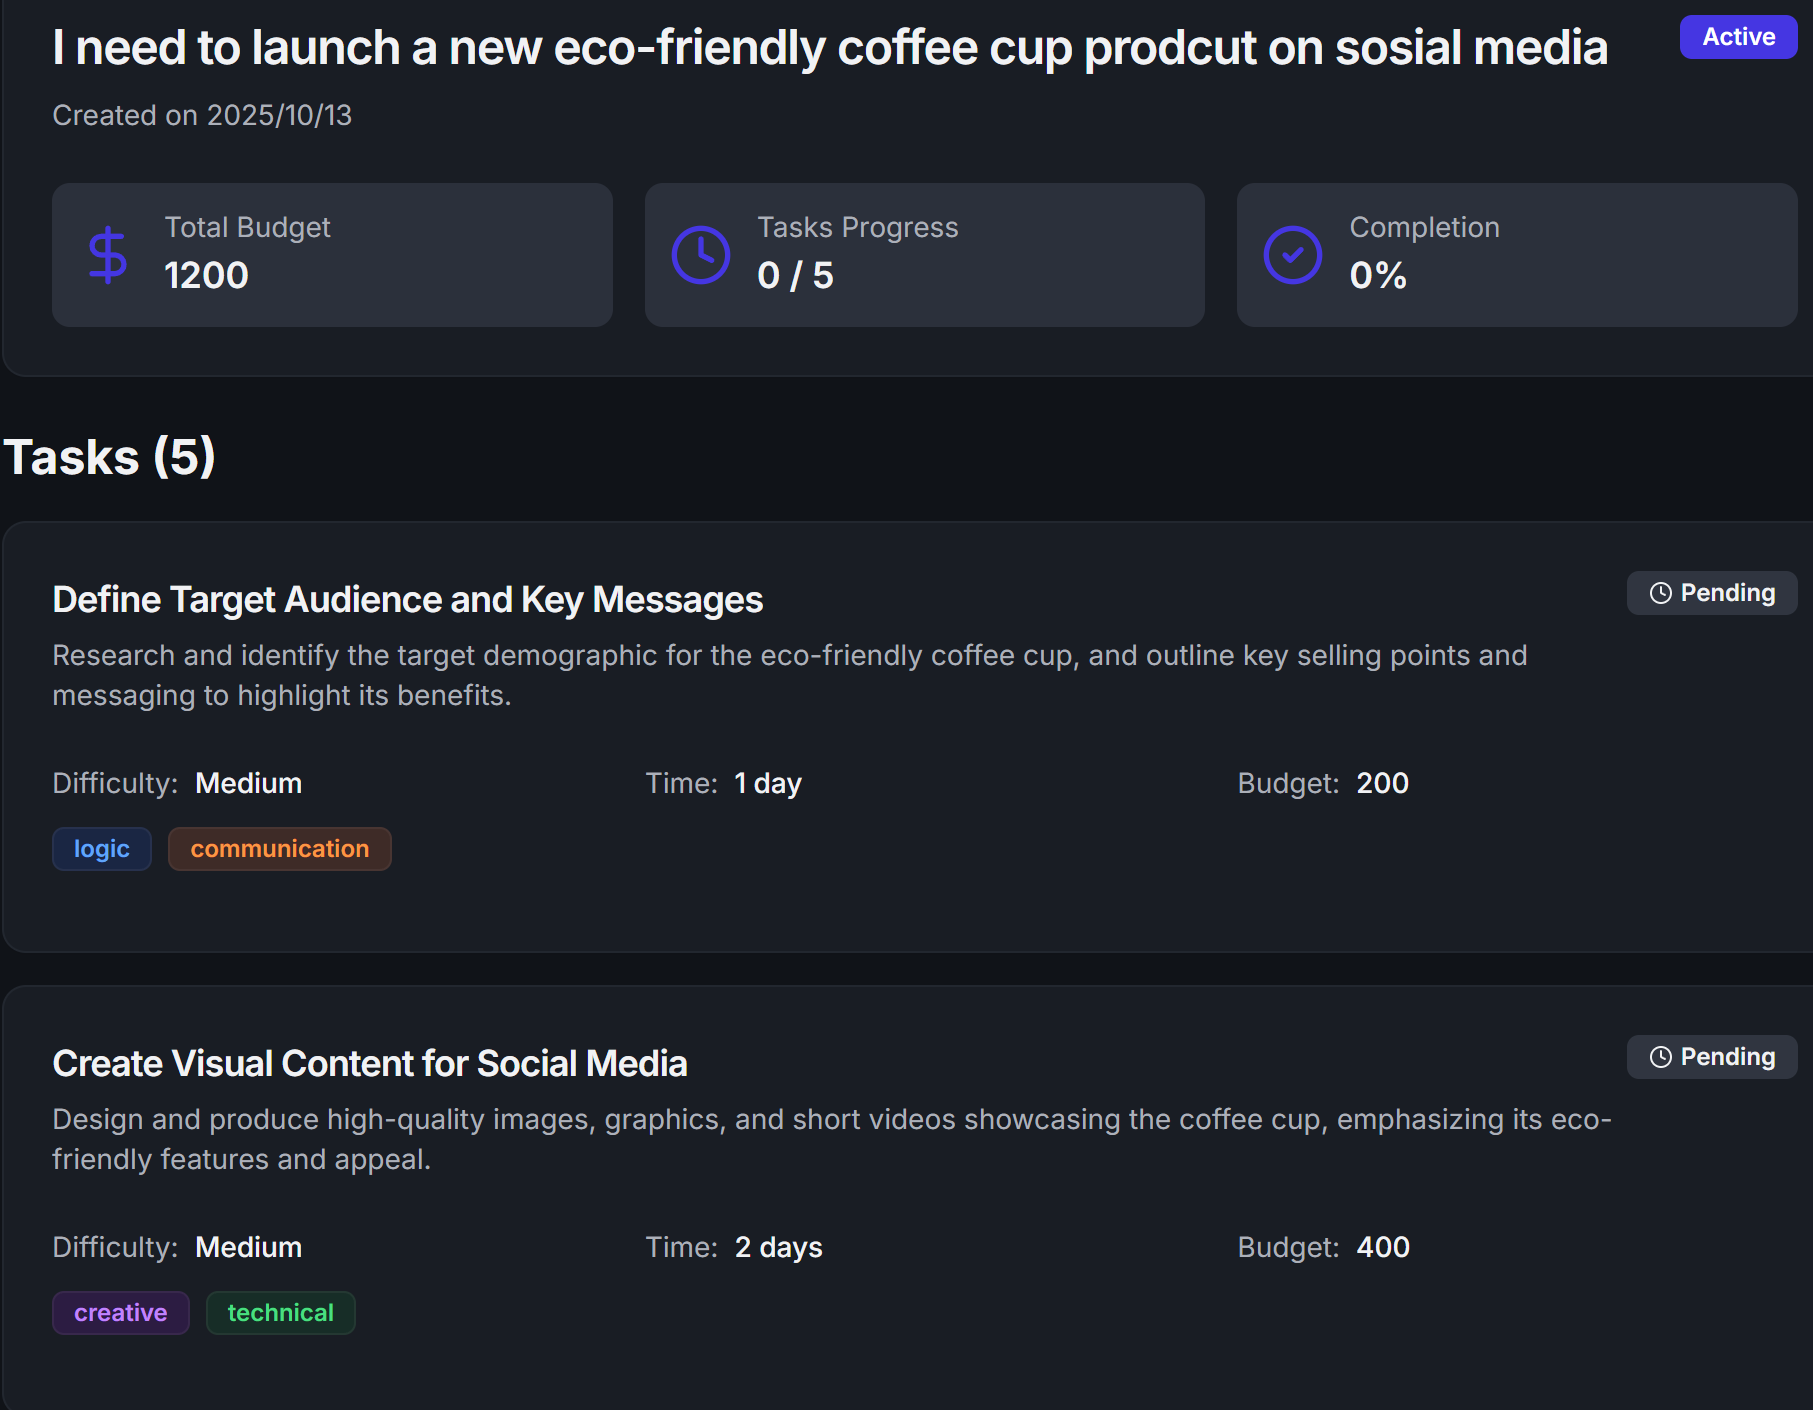 I need to launch a new eco-friendly coffee cup prodcut on sosial media
Active
Created on 2025/10/13
Total Budget
1200
Tasks Progress
0 / 5
Completion
0%
Tasks (5)
Define Target Audience and Key Messages
Pending
Research and identify the target demographic for the eco-friendly coffee cup, and outline key selling points and
messaging to highlight its benefits.
Difficulty: Medium
Time: 1 day
Budget: 200
logic
communication
Create Visual Content for Social Media
Pending
Design and produce high-quality images, graphics, and short videos showcasing the coffee cup, emphasizing its eco-
friendly features and appeal.
Difficulty: Medium
Time: 2 days
Budget: 400
creative
technical